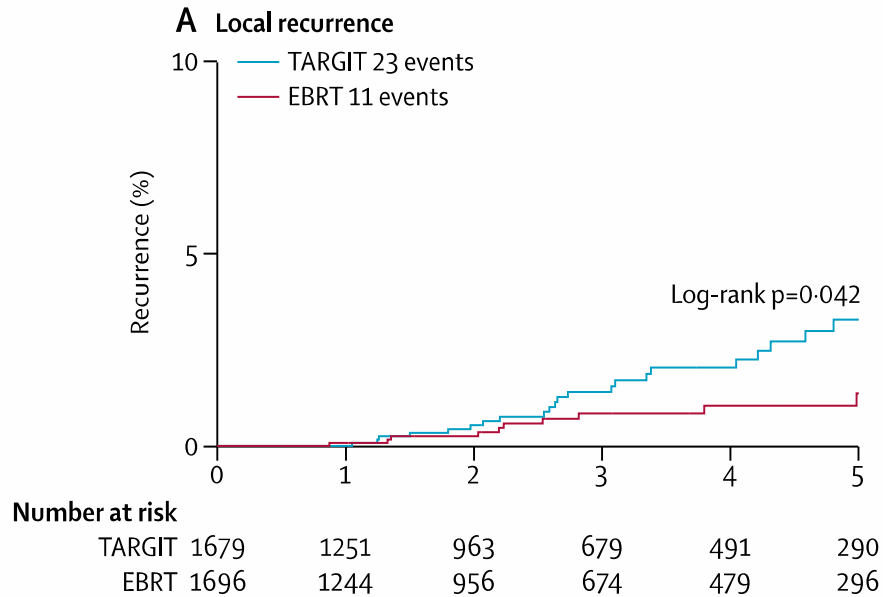 A Local recurrence
10
TARGIT 23 events
EBRT 11 events
Recurrence (%)
5
Log-rank p=0·042
0
0 1 2 3 4 5
Number at risk
TARGIT 1679 1251 963 679 491 290
EBRT 1696 1244 956 674 479 296